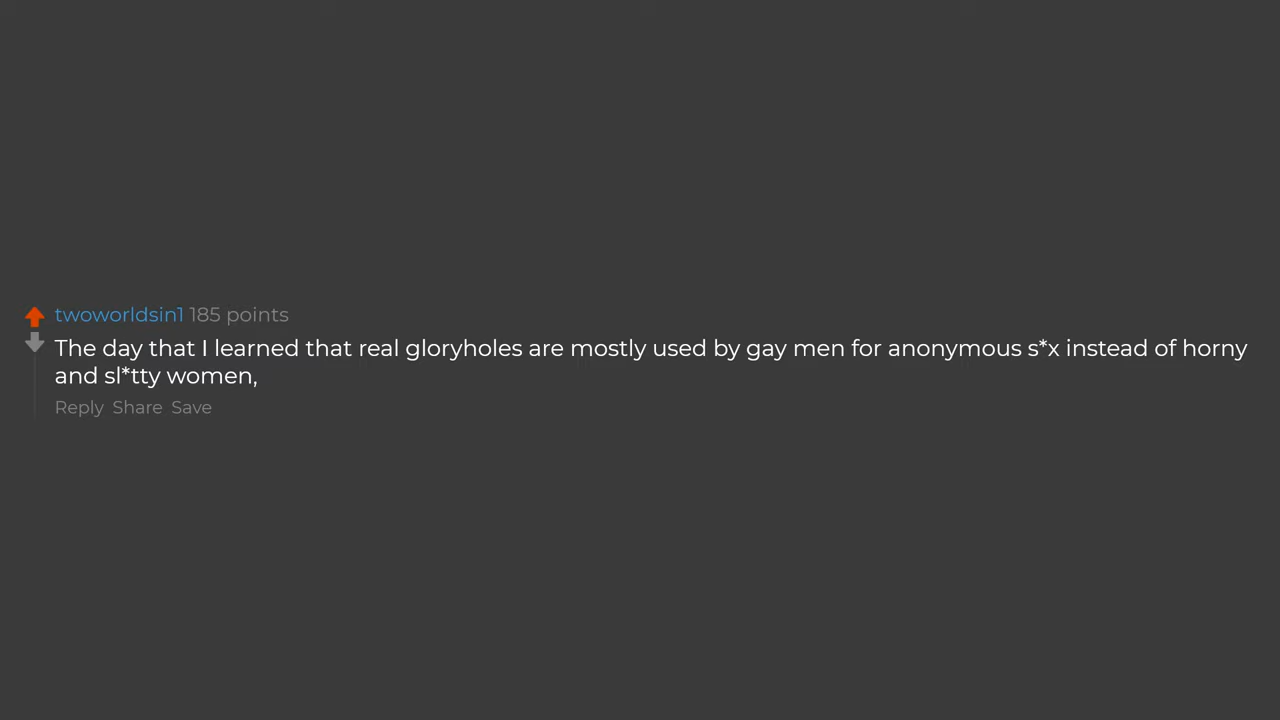 twoworldsin1 185 points
The day that I learned that real gloryholes are mostly used by gay men for anonymous s*x instead of horny
and sl*tty women,
Reply Share Save